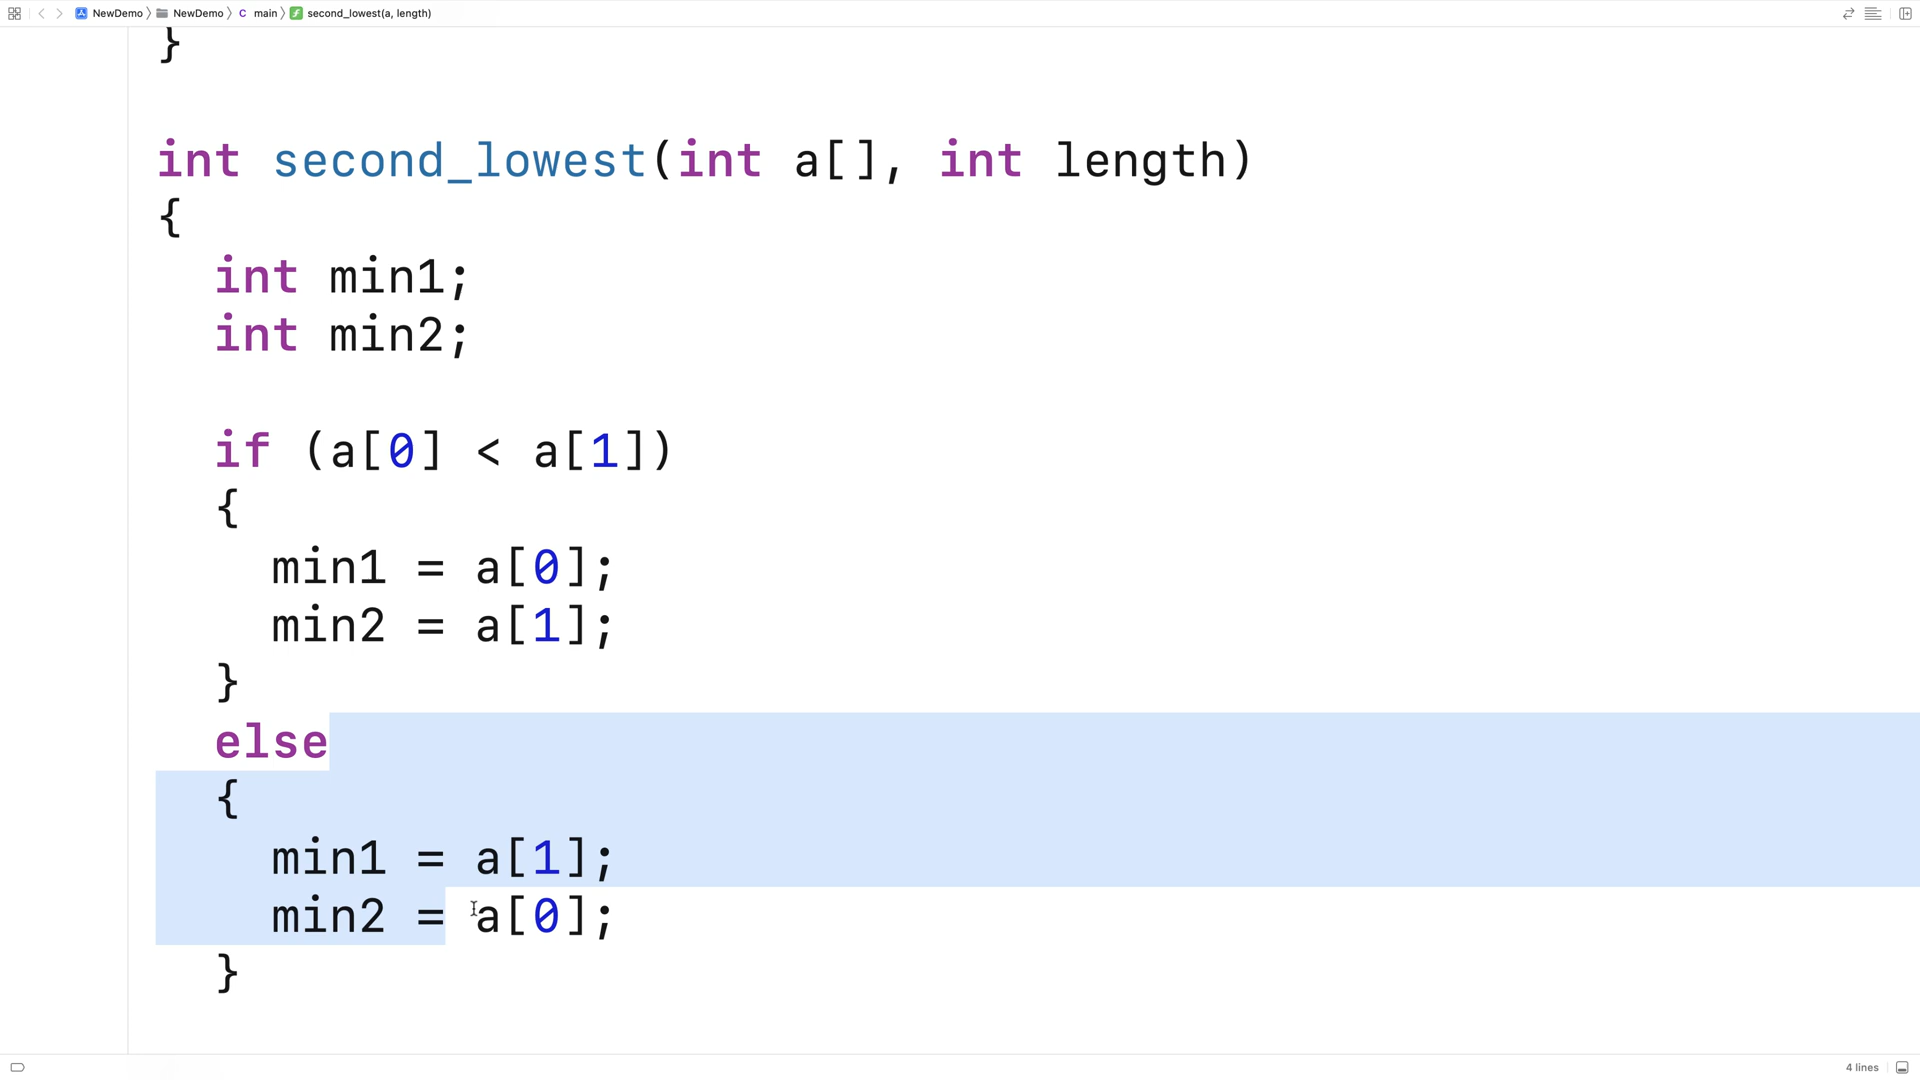 NewDemo NewDemo C main f second_lowest(a, length)
}
int second_lowest(int a[], int length)
{
int min1;
int min2;
if (a[0] < a[1])
{
min1 = a[0];
min2 = a[1];
}
else
{
min1 = a[1];
min2 = a[0];
}
4 lines